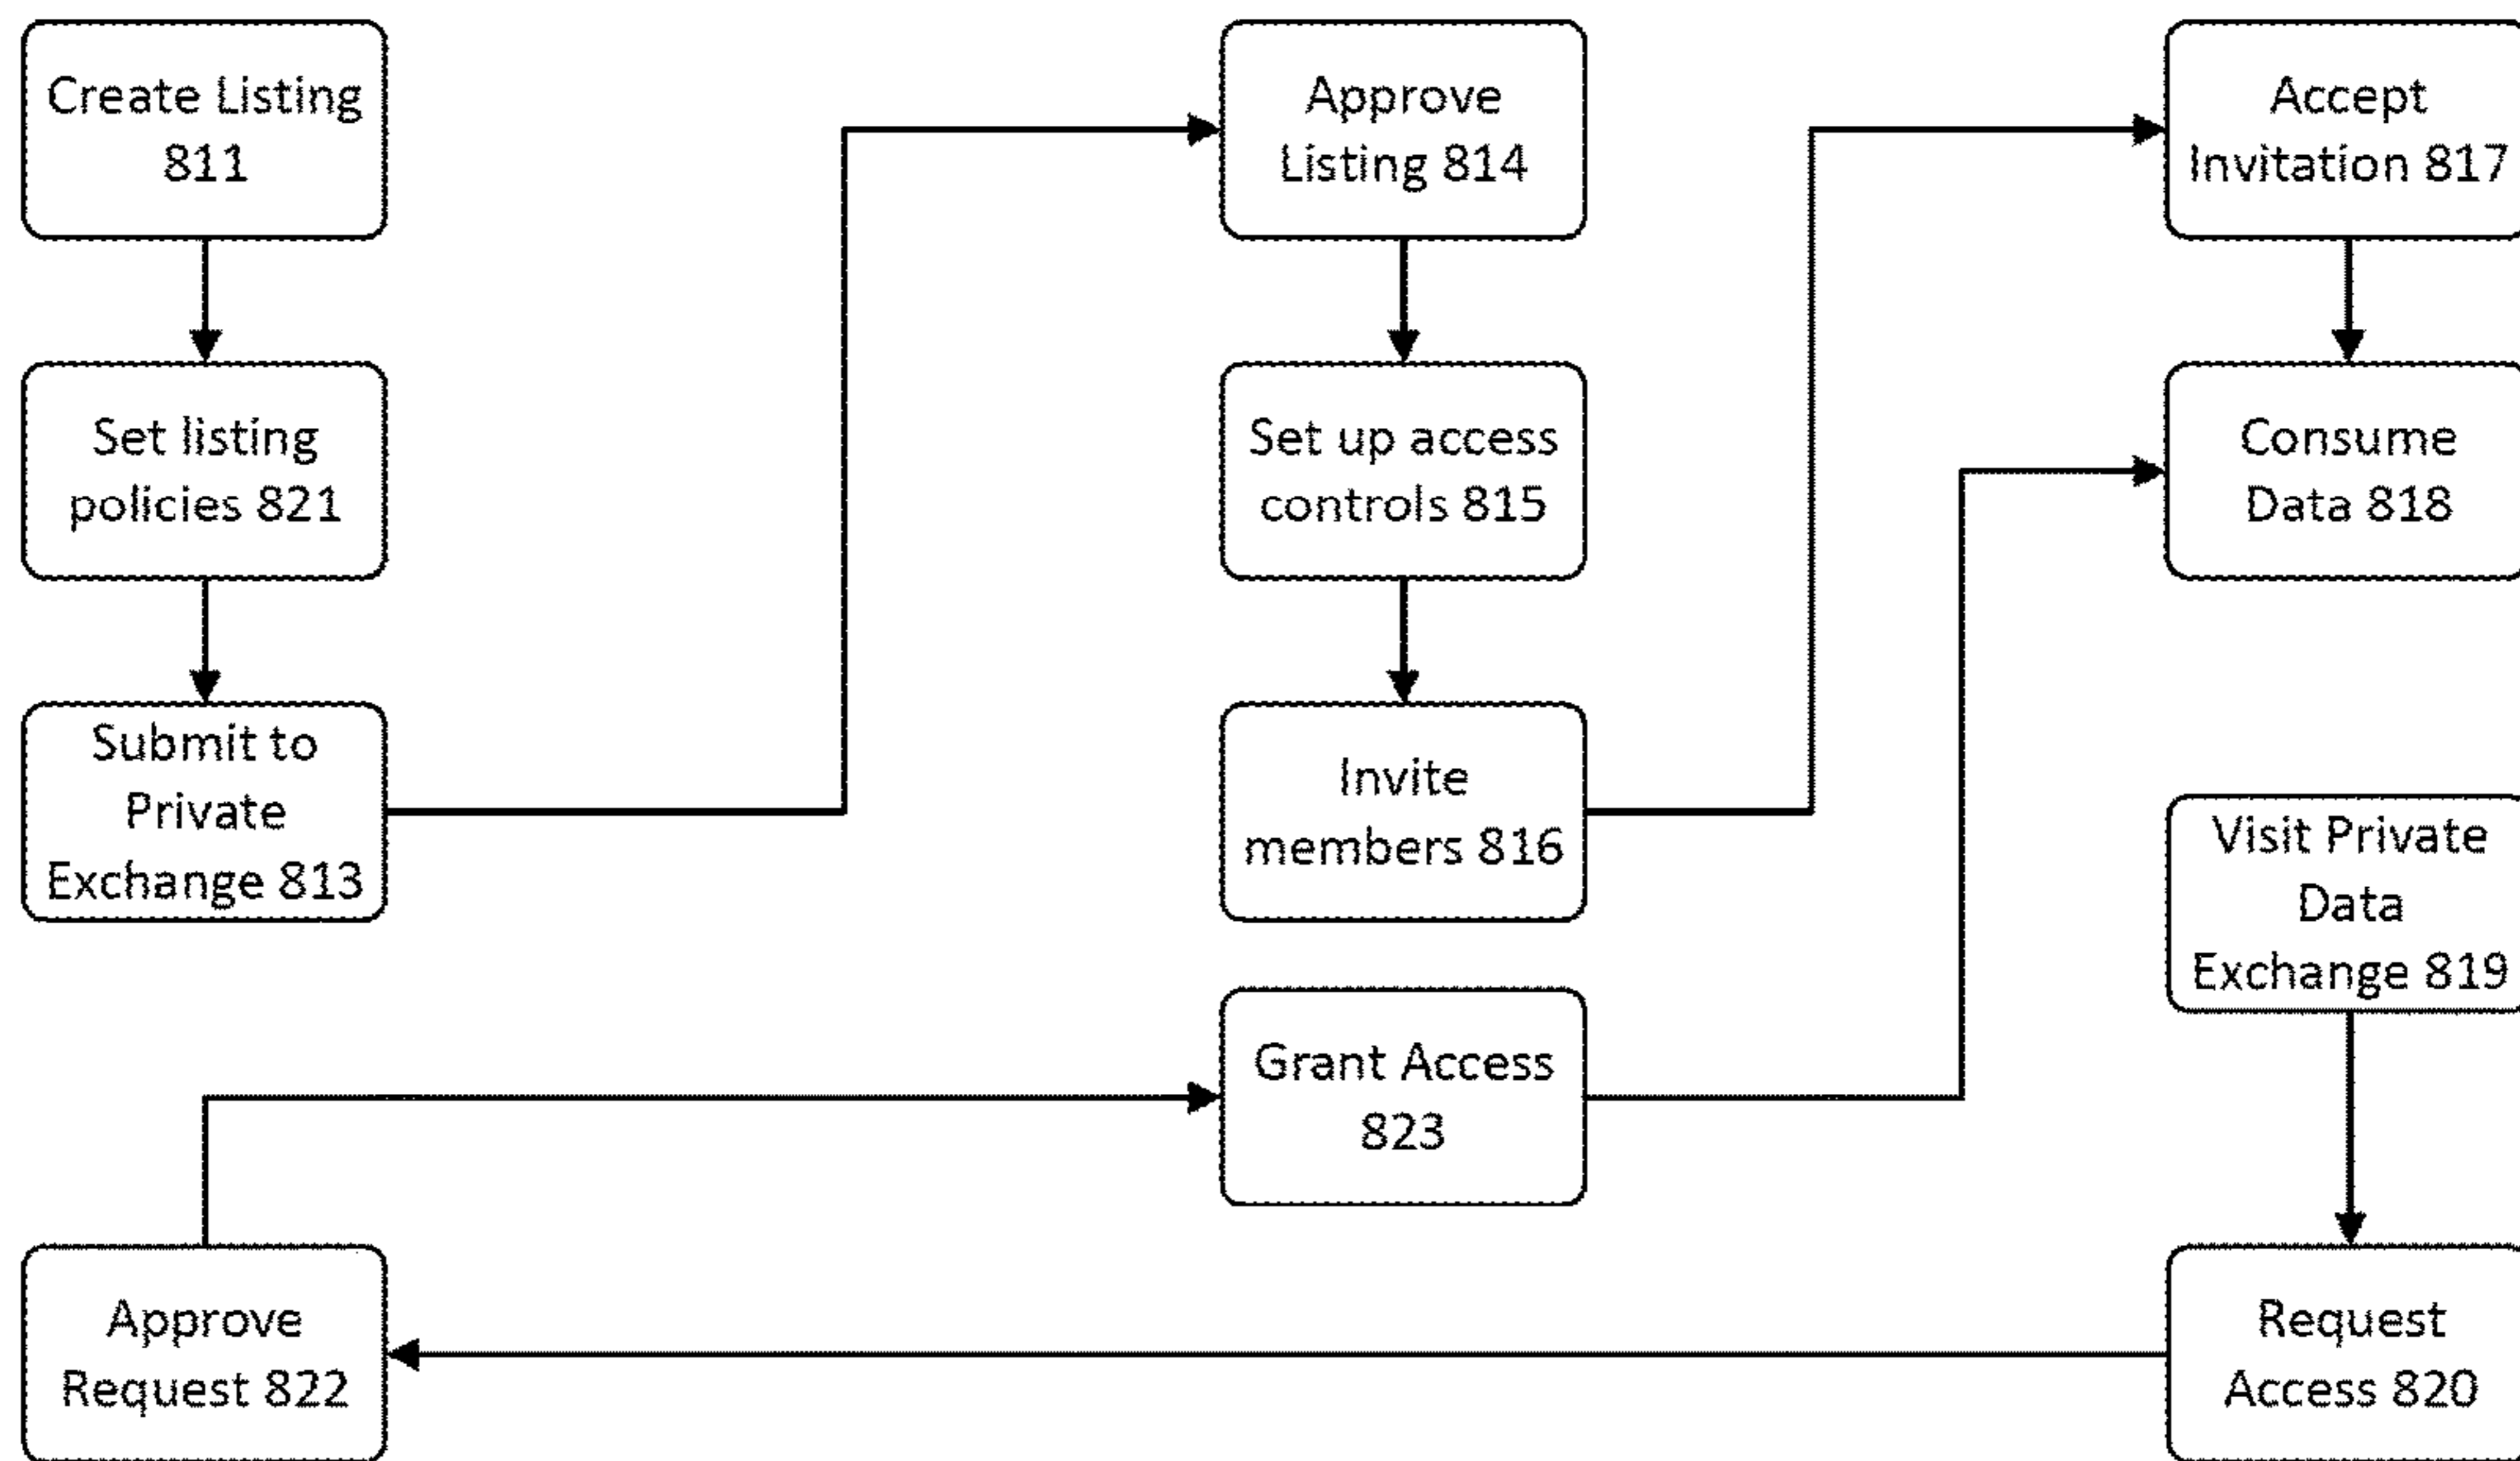 Create Listing
811
Set listing
policies 821
Submit to
Private
Exchange 813
Approve
Listing 814
Set up access
controls 815
Invite
members 816
Accept
Invitation 817
Consume
Data 818
Visit Private
Data
Exchange 819
Grant Access
823
Approve
Request 822
Request
Access 820